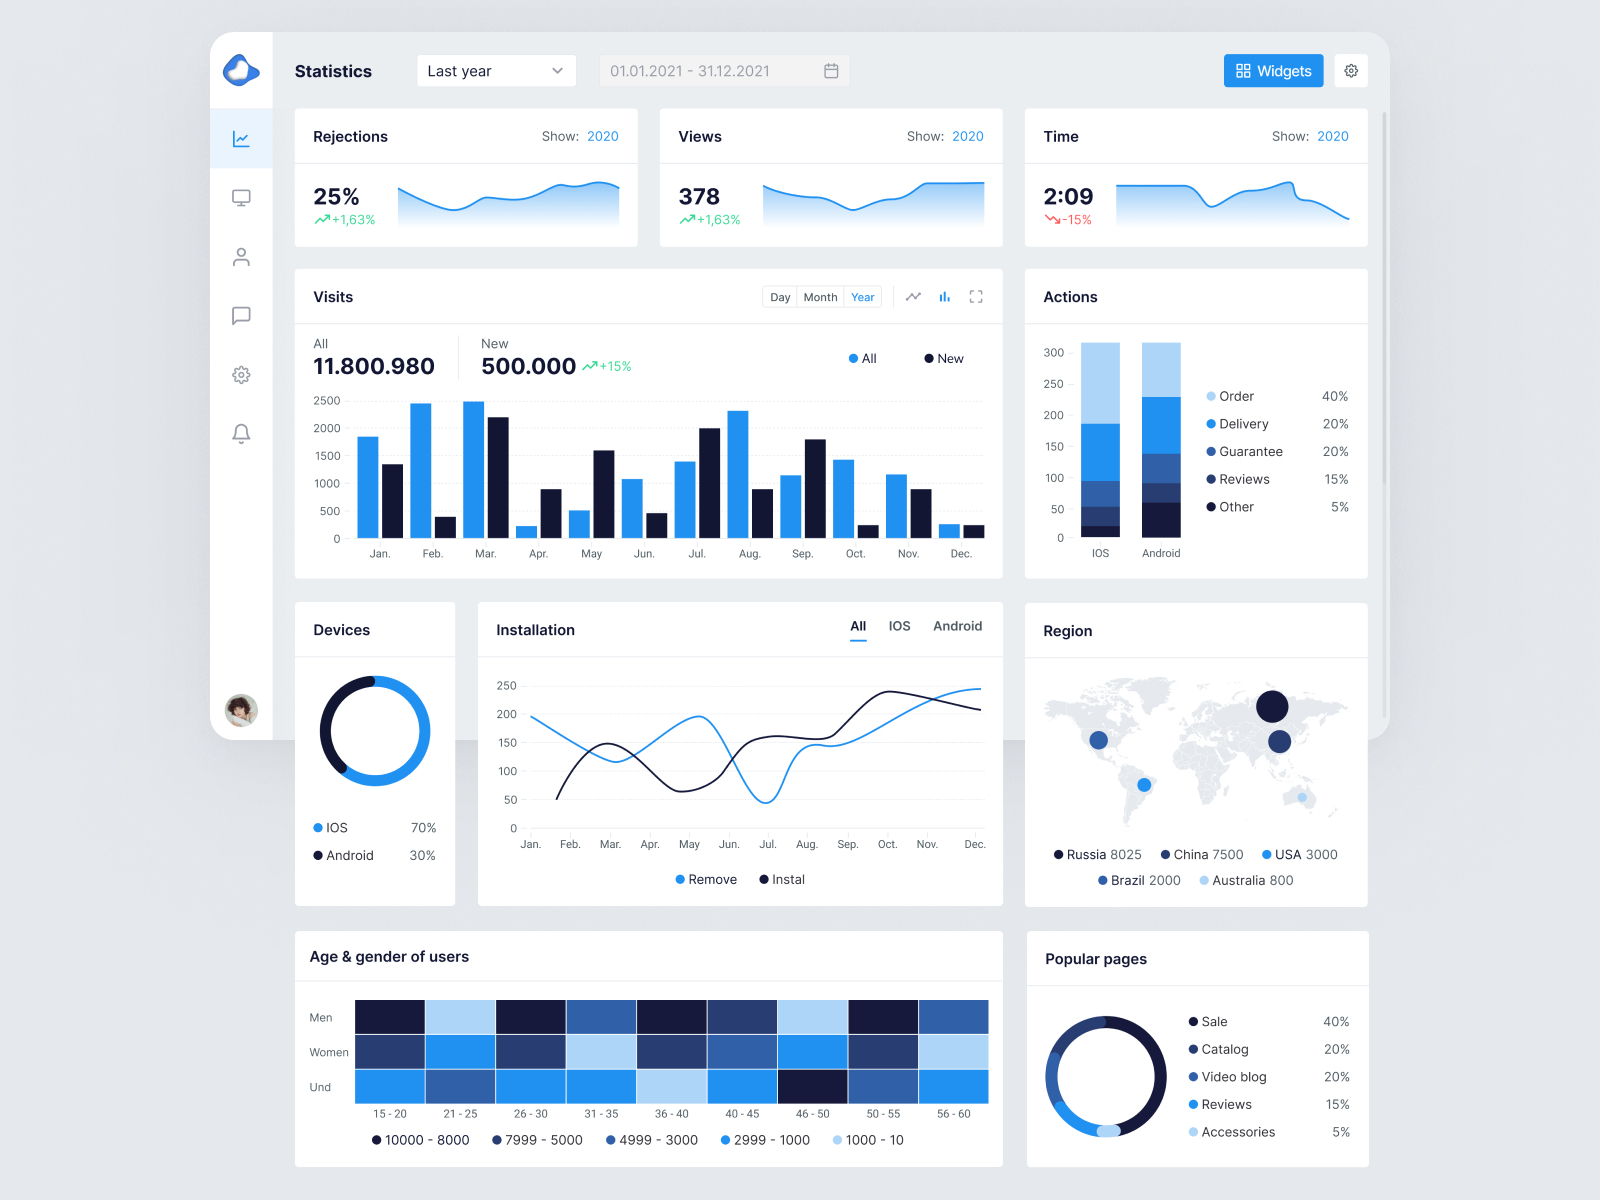 Statistics
Last year
01.01.2021 - 31.12.2021
Widgets
Rejections
Show: 2020
25%
+1,63%
Views
Show: 2020
378
+1,63%
Time
Show: 2020
2:09
-15%
Visits
Day Month Year
All
11.800.980
New
500.000 +15%
All New
2500
2000
1500
1000
500
0
Jan. Feb. Mar. Apr. May Jun. Jul. Aug. Sep. Oct. Nov. Dec.
Actions
300
250
200
150
100
50
0
IOS Android
Order 40%
Delivery 20%
Guarantee 20%
Reviews 15%
Other 5%
Devices
IOS 70%
Android 30%
Installation
All IOS Android
250
200
150
100
50
0
Jan. Feb. Mar. Apr. May Jun. Jul. Aug. Sep. Oct. Nov. Dec.
Remove Instal
Region
Russia 8025 China 7500 USA 3000
Brazil 2000 Australia 800
Age & gender of users
Men
Women
Und
15 - 20 21 - 25 26 - 30 31 - 35 36 - 40 40 - 45 46 - 50 50 - 55 56 - 60
10000 - 8000 7999 - 5000 4999 - 3000 2999 - 1000 1000 - 10
Popular pages
Sale 40%
Catalog 20%
Video blog 20%
Reviews 15%
Accessories 5%